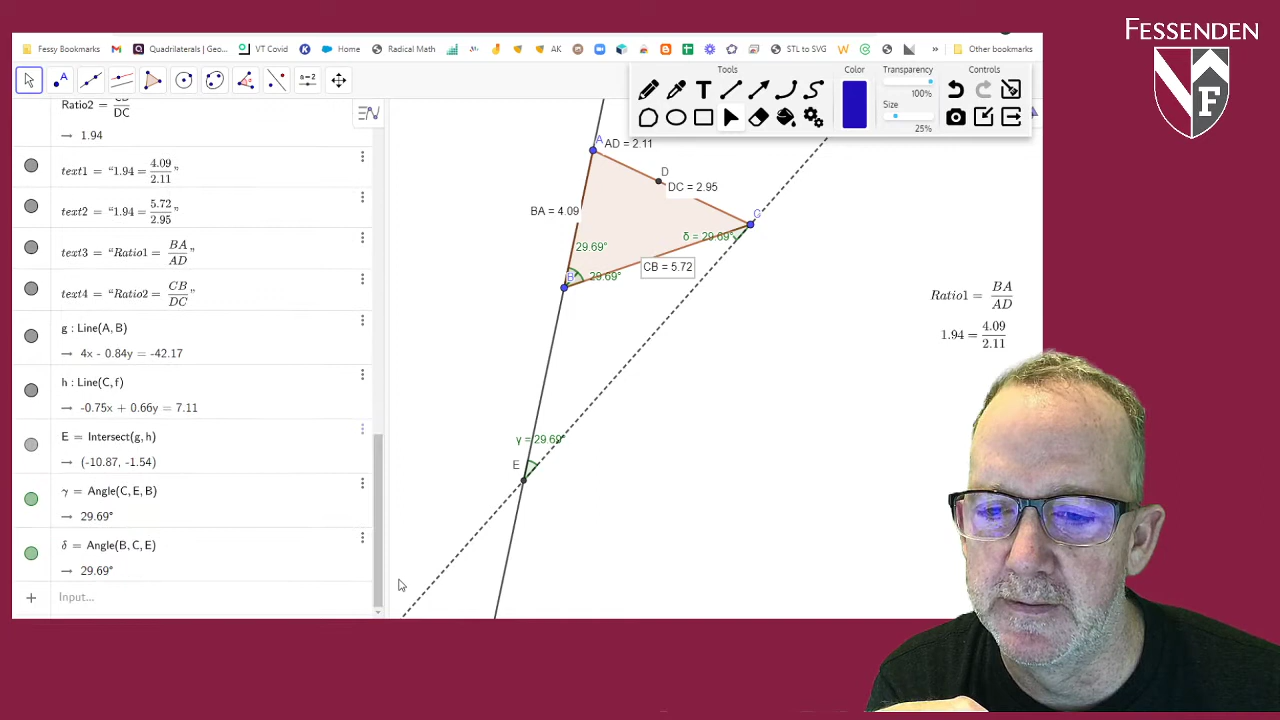 FESSENDEN
F
Fessy Bookmarks
Quadrilaterals | Geo...
VT Covid
Home
Radical Math
AK
STL to SVG
»
Other bookmarks
Tools
Color
Transparency
Controls
100%
Size
25%
A
a=2
T
Ratio2 = CB/DC
→ 1.94
text1 = “1.94 = 4.09/2.11”
text2 = “1.94 = 5.72/2.95”
text3 = “Ratio1 = BA/AD”
text4 = “Ratio2 = CB/DC”
g : Line(A, B)
→ 4x - 0.84y = -42.17
h : Line(C, f)
→ -0.75x + 0.66y = 7.11
E = Intersect(g, h)
→ (-10.87, -1.54)
γ = Angle(C, E, B)
→ 29.69°
δ = Angle(B, C, E)
→ 29.69°
+ Input...
A
AD = 2.11
D
DC = 2.95
BA = 4.09
C
δ = 29.69°
29.69°
CB = 5.72
B
29.69°
γ = 29.69°
E
Ratio1 = BA/AD
1.94 = 4.09/2.11